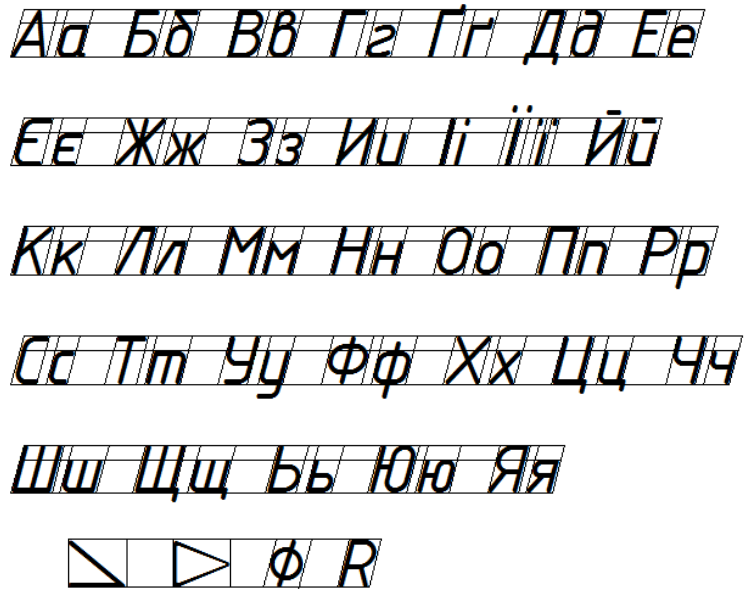 Аа Бб Вв Гг Ґґ Дд Ее
Єє Жж Зз Ии Іі Її Йй
Кк Лл Мм Нн Оо Пп Рр
Сс Тт Уу Фф Хх Цц Чч
Шш Щщ Ьь Юю Яя
◺ ▷ ϕ R